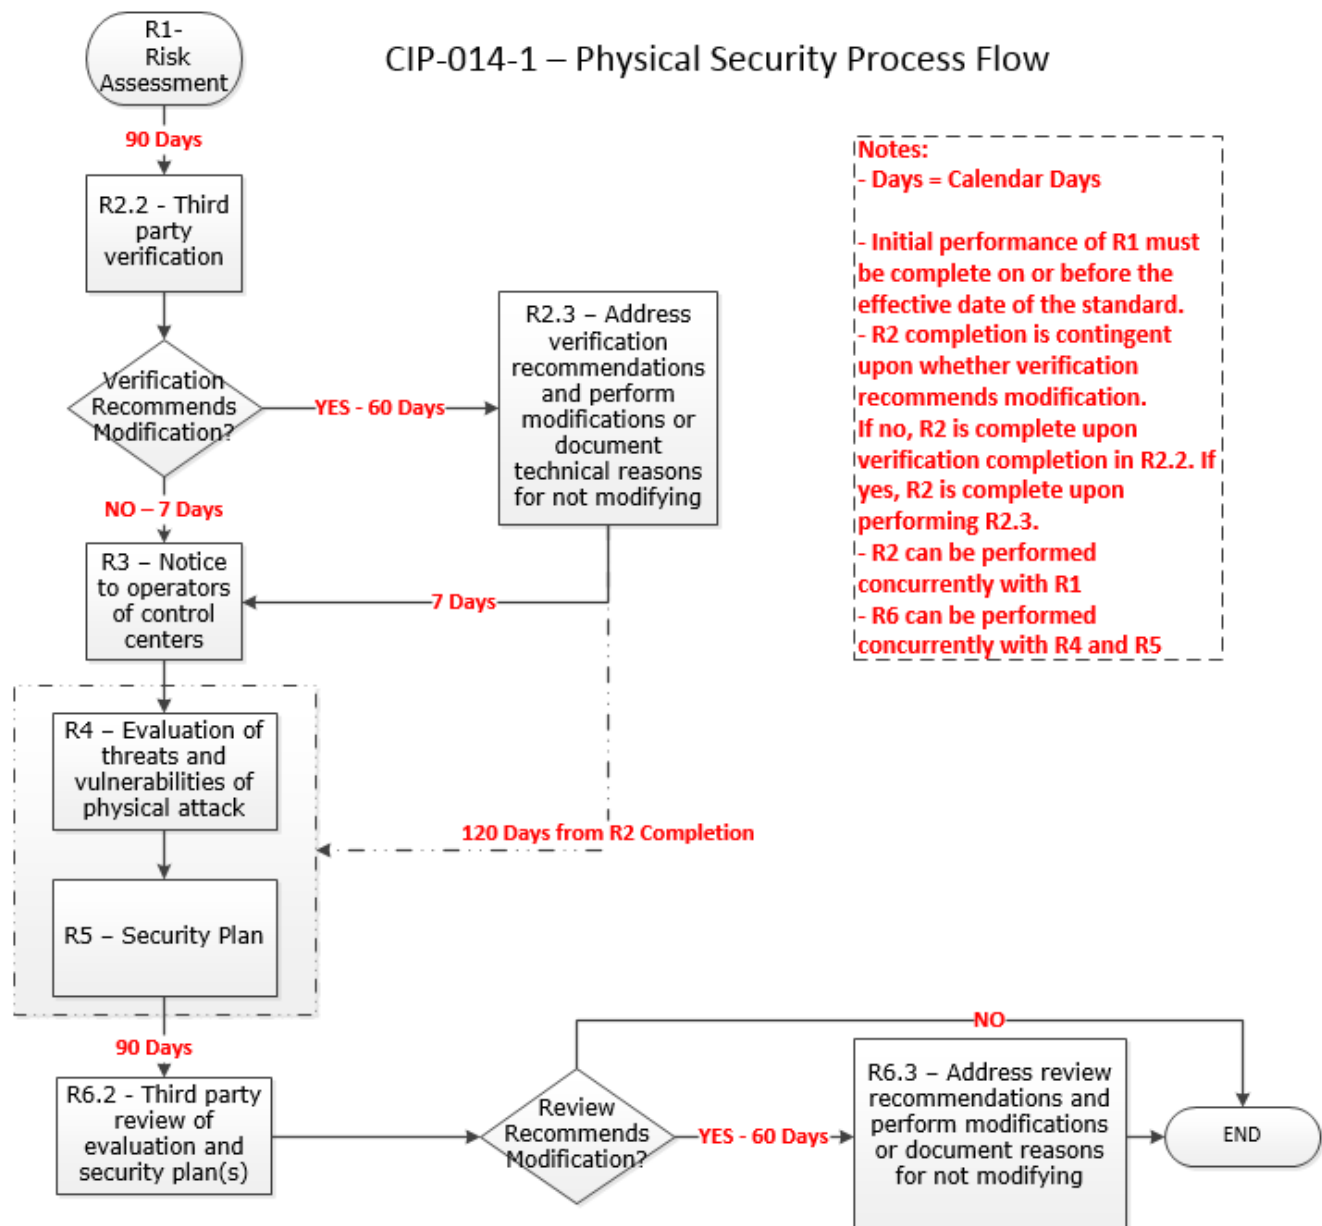 R1-
Risk
Assessment
CIP-014-1 – Physical Security Process Flow
90 Days
R2.2 - Third
party
verification
Notes:
- Days = Calendar Days
- Initial performance of R1 must
be complete on or before the
effective date of the standard.
- R2 completion is contingent
upon whether verification
recommends modification.
If no, R2 is complete upon
verification completion in R2.2. If
yes, R2 is complete upon
performing R2.3.
- R2 can be performed
concurrently with R1
- R6 can be performed
concurrently with R4 and R5
Verification
Recommends
Modification?
YES - 60 Days
R2.3 – Address
verification
recommendations
and perform
modifications or
document
technical reasons
for not modifying
NO – 7 Days
R3 – Notice
to operators
of control
centers
7 Days
R4 – Evaluation of
threats and
vulnerabilities of
physical attack
120 Days from R2 Completion
R5 – Security Plan
90 Days
R6.2 - Third party
review of
evaluation and
security plan(s)
Review
Recommends
Modification?
NO
YES - 60 Days
R6.3 – Address review
recommendations and
perform modifications
or document reasons
for not modifying
END